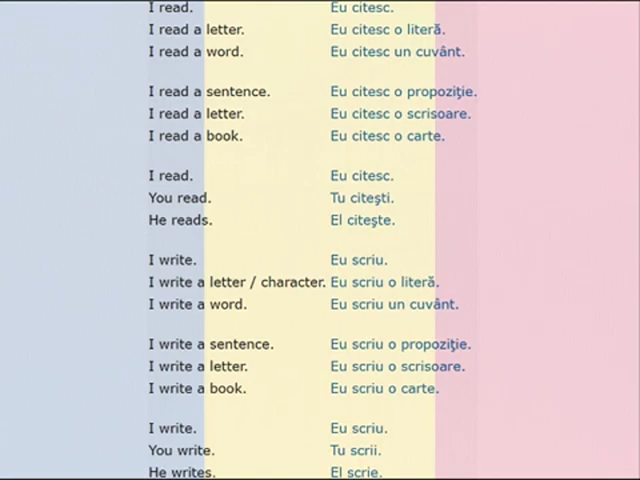 I read. Eu citesc.
I read a letter. Eu citesc o literă.
I read a word. Eu citesc un cuvânt.
I read a sentence. Eu citesc o propoziţie.
I read a letter. Eu citesc o scrisoare.
I read a book. Eu citesc o carte.
I read. Eu citesc.
You read. Tu citeşti.
He reads. El citeşte.
I write. Eu scriu.
I write a letter / character. Eu scriu o literă.
I write a word. Eu scriu un cuvânt.
I write a sentence. Eu scriu o propoziţie.
I write a letter. Eu scriu o scrisoare.
I write a book. Eu scriu o carte.
I write. Eu scriu.
You write. Tu scrii.
He writes. El scrie.